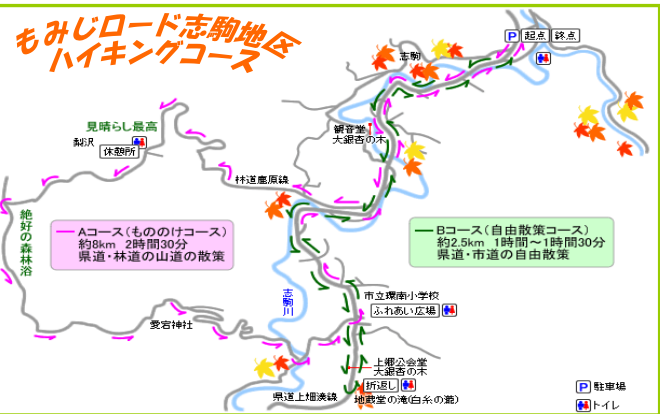 もみじロード志駒地区
ハイキングコース
P 起点 終点
志駒
観音堂
大銀杏の木
見晴らし最高
梨沢
休憩所
林道鹿原線
絶好の森林浴
Aコース(もののけコース)
約8km 2時間30分
県道・林道の山道の散策
Bコース(自由散策コース)
約2.5km 1時間～1時間30分
県道・市道の自由散策
志駒川
市立環南小学校
ふれあい広場
愛宕神社
上郷公会堂
大銀杏の木
折返し
地蔵堂の滝(白糸の滝)
県道上畑湊線
P 駐車場
トイレ